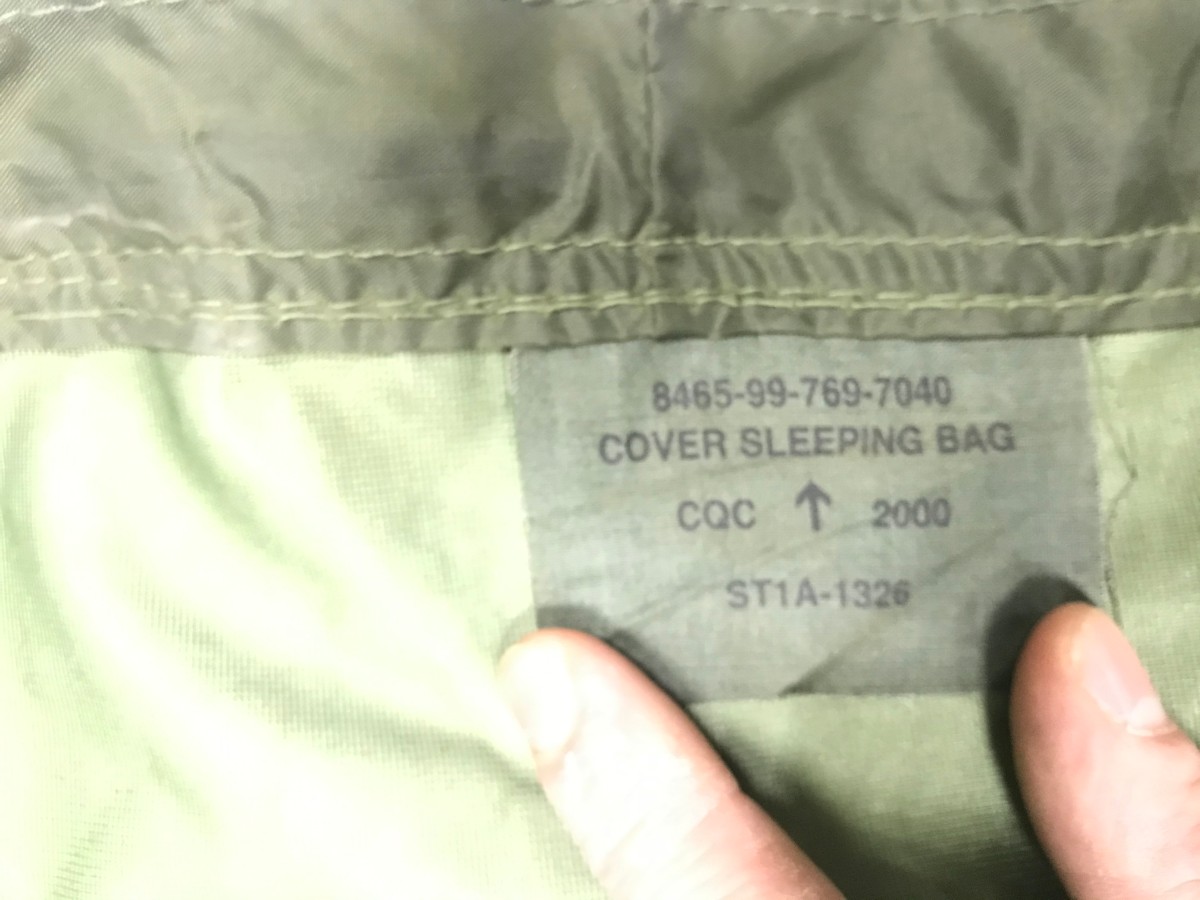 8465-99-769-7040
COVER SLEEPING BAG
CQC ↑ 2000
ST1A-1326